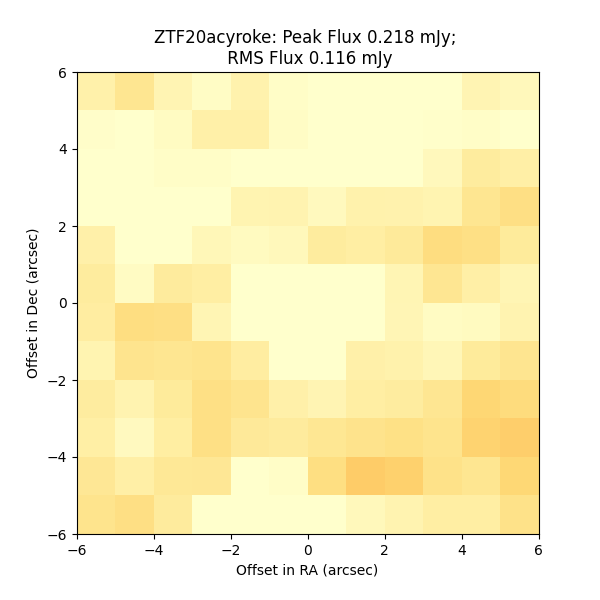 ZTF20acyroke: Peak Flux 0.218 mJy;
RMS Flux 0.116 mJy
6
4
2
0
−2
−4
−6
Offset in Dec (arcsec)
−6 −4 −2 0 2 4 6
Offset in RA (arcsec)